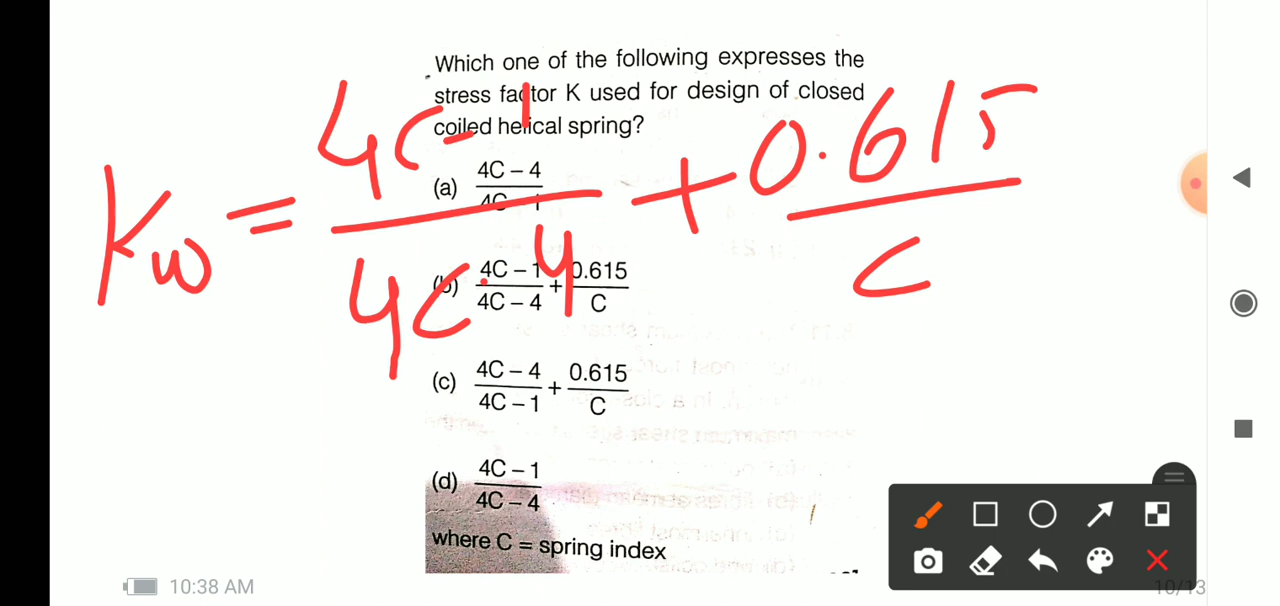 Which one of the following expresses the
stress factor K used for design of closed
coiled helical spring?
(a) 4C – 4
4C – 1
(b) 4C – 1 / 4C – 4 + 0.615 / C
(c) 4C – 4 / 4C – 1 + 0.615 / C
(d) 4C – 1 / 4C – 4
where C = spring index
Kw = 4C-1 / 4C-4 + 0.615 / C
10:38 AM
10/13